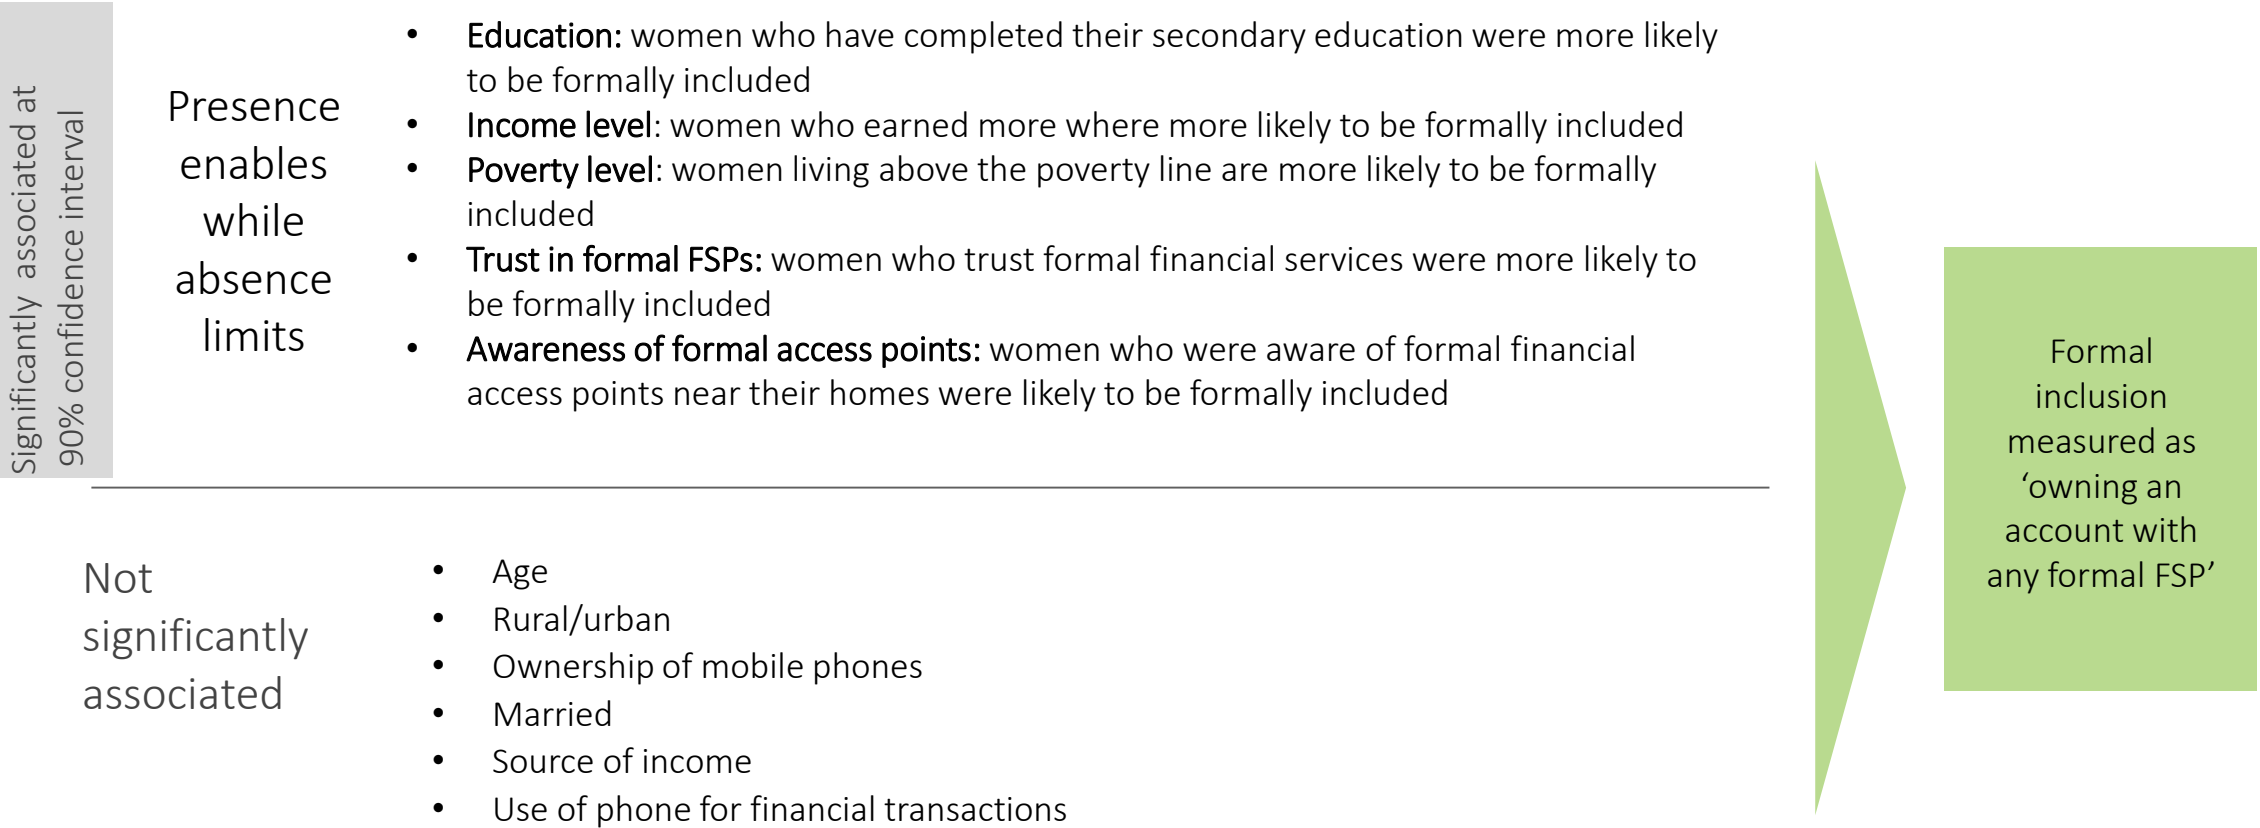 Significantly associated at
90% confidence interval
Presence
enables
while
absence
limits
• Education: women who have completed their secondary education were more likely
to be formally included
• Income level: women who earned more where more likely to be formally included
• Poverty level: women living above the poverty line are more likely to be formally
included
• Trust in formal FSPs: women who trust formal financial services were more likely to
be formally included
• Awareness of formal access points: women who were aware of formal financial
access points near their homes were likely to be formally included
Not
significantly
associated
• Age
• Rural/urban
• Ownership of mobile phones
• Married
• Source of income
• Use of phone for financial transactions
Formal
inclusion
measured as
‘owning an
account with
any formal FSP’